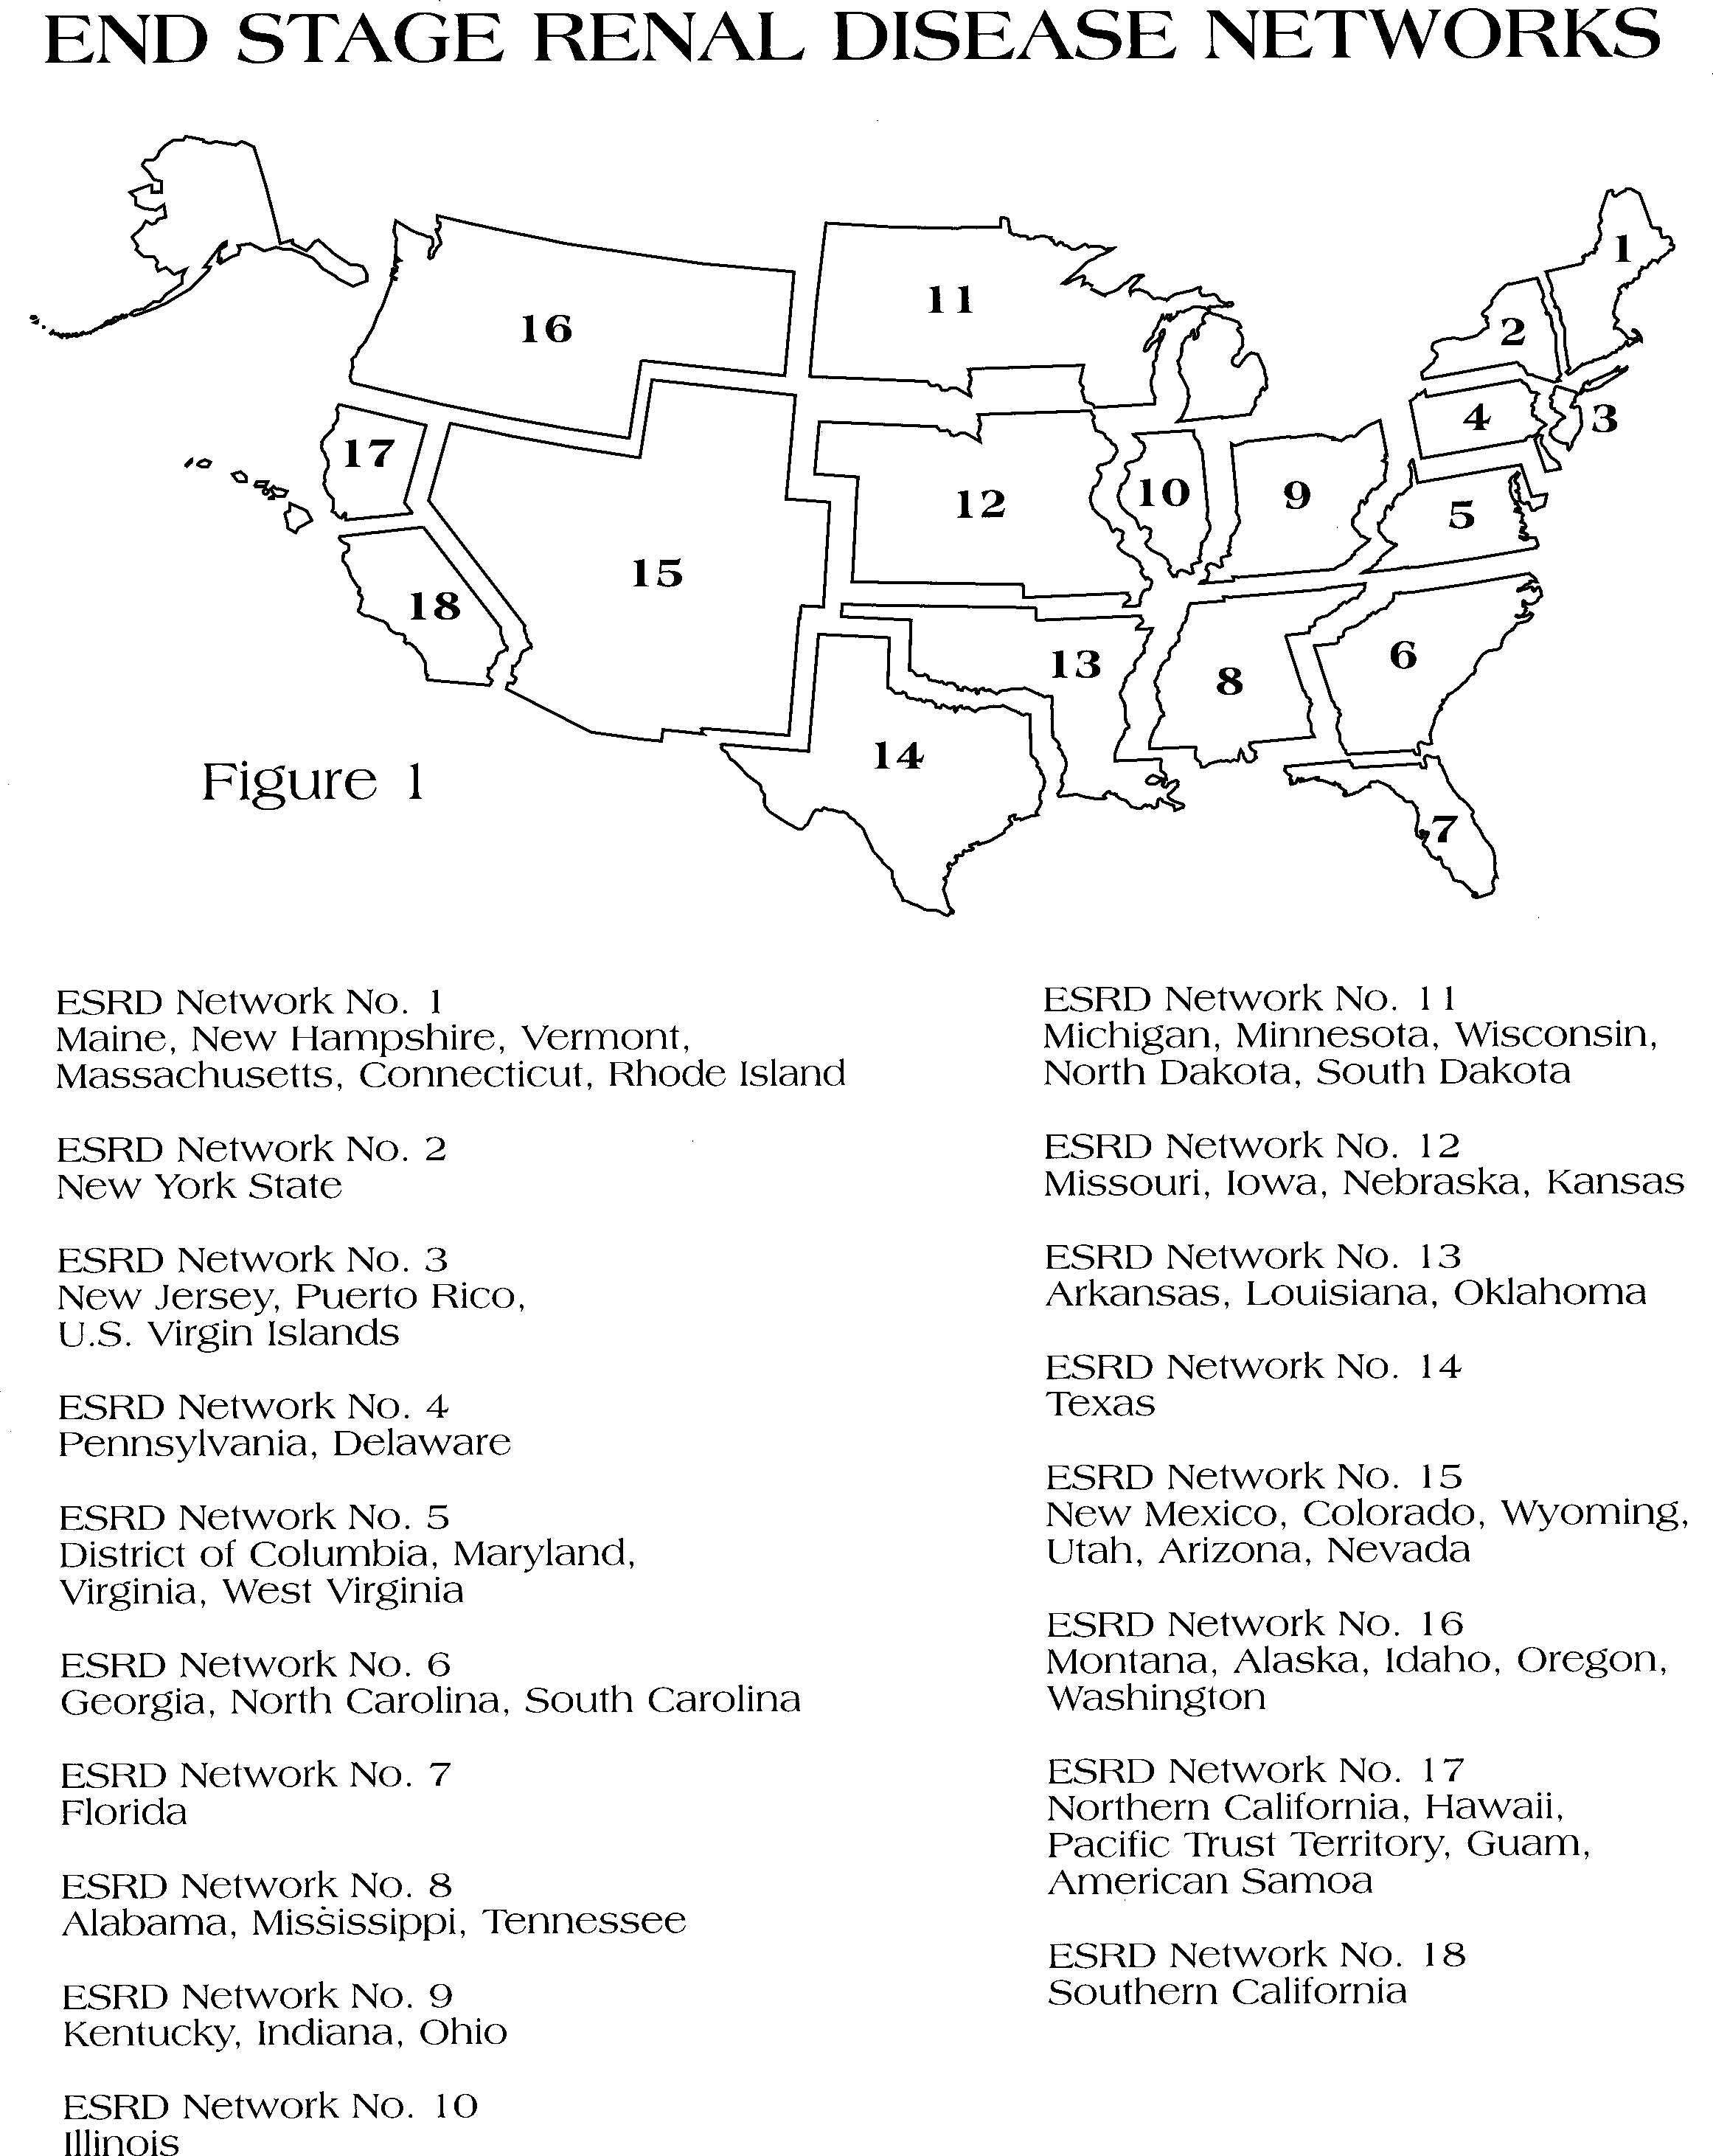 END STAGE RENAL DISEASE NETWORKS
1
11
2
16
4
3
17
10
9
12
5
15
18
13
6
8
14
Figure 1
7
ESRD Network No. 1
Maine, New Hampshire, Vermont,
Massachusetts, Connecticut, Rhode Island
ESRD Network No. 2
New York State
ESRD Network No. 3
New Jersey, Puerto Rico,
U.S. Virgin Islands
ESRD Network No. 4
Pennsylvania, Delaware
ESRD Network No. 5
District of Columbia, Maryland,
Virginia, West Virginia
ESRD Network No. 6
Georgia, North Carolina, South Carolina
ESRD Network No. 7
Florida
ESRD Network No. 8
Alabama, Mississippi, Tennessee
ESRD Network No. 9
Kentucky, Indiana, Ohio
ESRD Network No. 10
Illinois
ESRD Network No. 11
Michigan, Minnesota, Wisconsin,
North Dakota, South Dakota
ESRD Network No. 12
Missouri, Iowa, Nebraska, Kansas
ESRD Network No. 13
Arkansas, Louisiana, Oklahoma
ESRD Network No. 14
Texas
ESRD Network No. 15
New Mexico, Colorado, Wyoming,
Utah, Arizona, Nevada
ESRD Network No. 16
Montana, Alaska, Idaho, Oregon,
Washington
ESRD Network No. 17
Northern California, Hawaii,
Pacific Trust Territory, Guam,
American Samoa
ESRD Network No. 18
Southern California